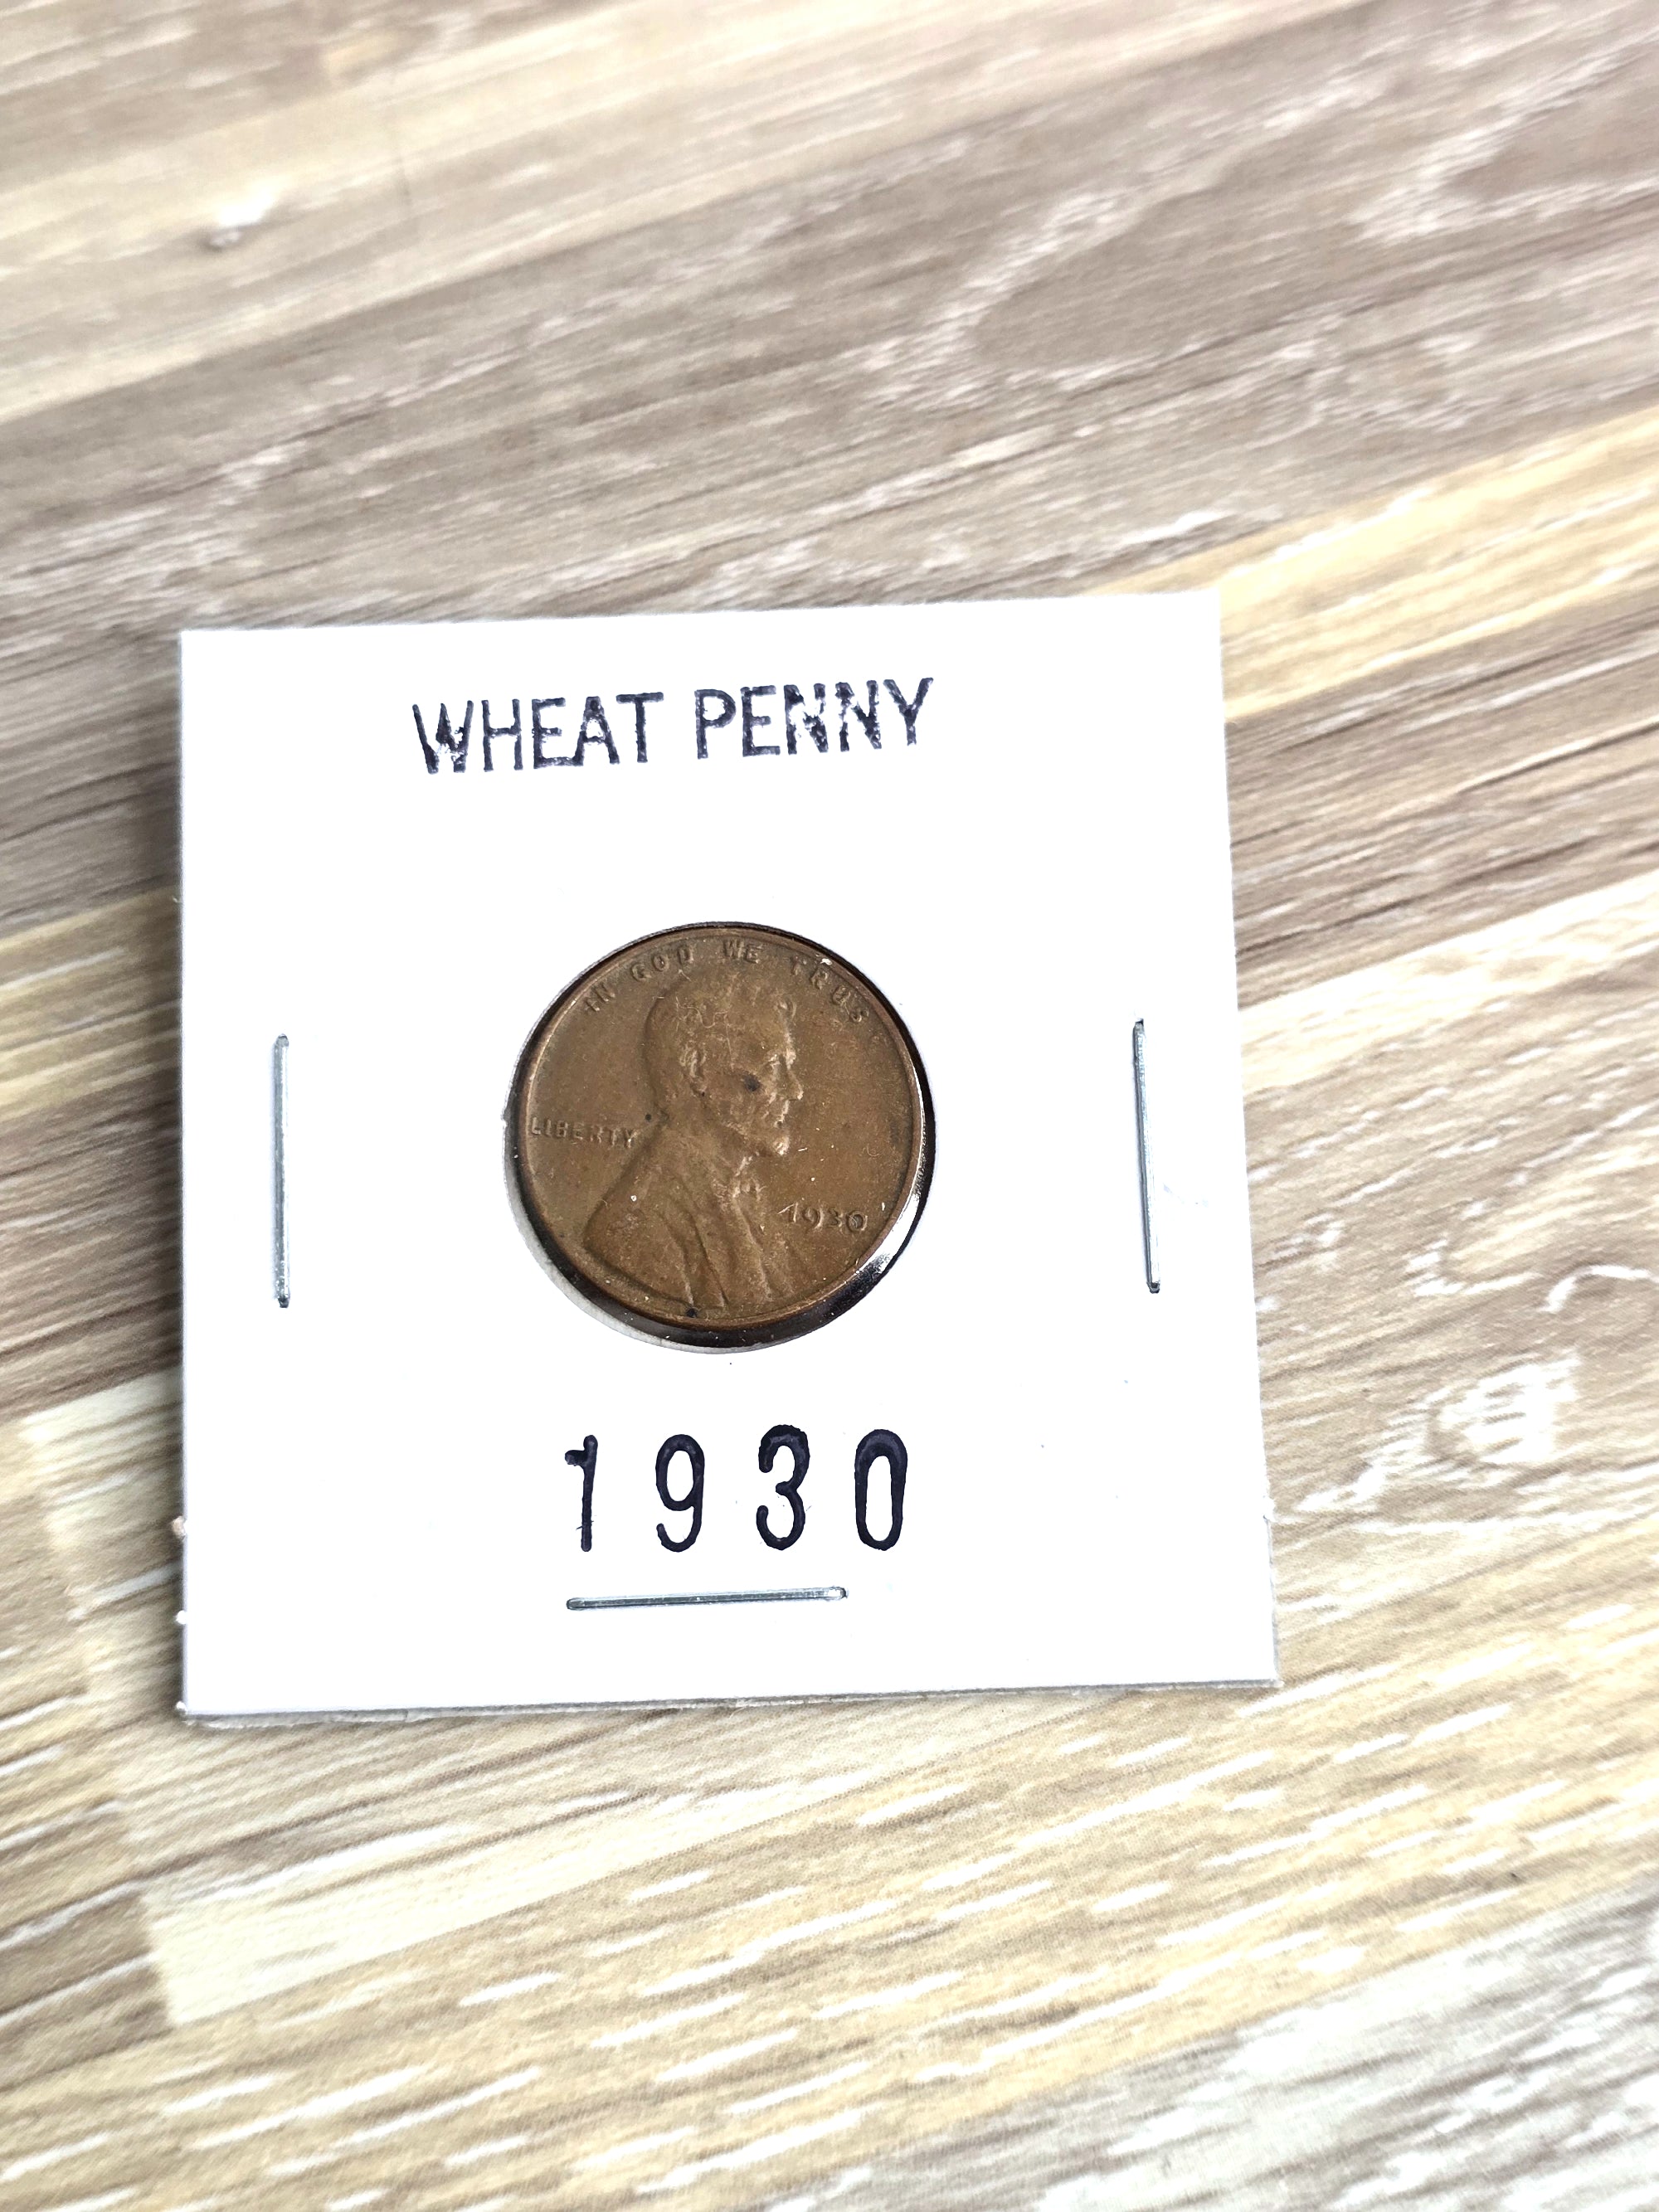 WHEAT PENNY
IN GOD WE TRUST
LIBERTY
1930
1930